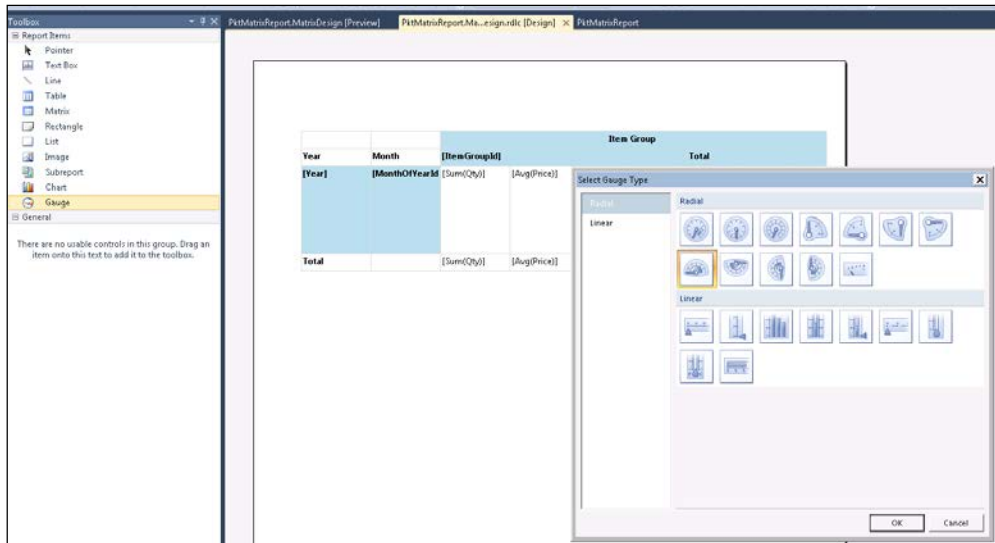 Toolbox
Report Items
Pointer
Text Box
Line
Table
Matrix
Rectangle
List
Image
Subreport
Chart
Gauge
General
There are no usable controls in this group. Drag an
item onto this text to add it to the toolbox.
PktMatrixReport.MatrixDesign [Preview] PktMatrixReport.Ma...esign.rdlc [Design] PktMatrixReport
Item Group
Year Month [ItemGroupId] Total
[Year] [MonthOfYearId [Sum(Qty)] [Avg(Price)]
Total [Sum(Qty)] [Avg(Price)]
Select Gauge Type
Radial
Linear
Radial
Linear
OK Cancel